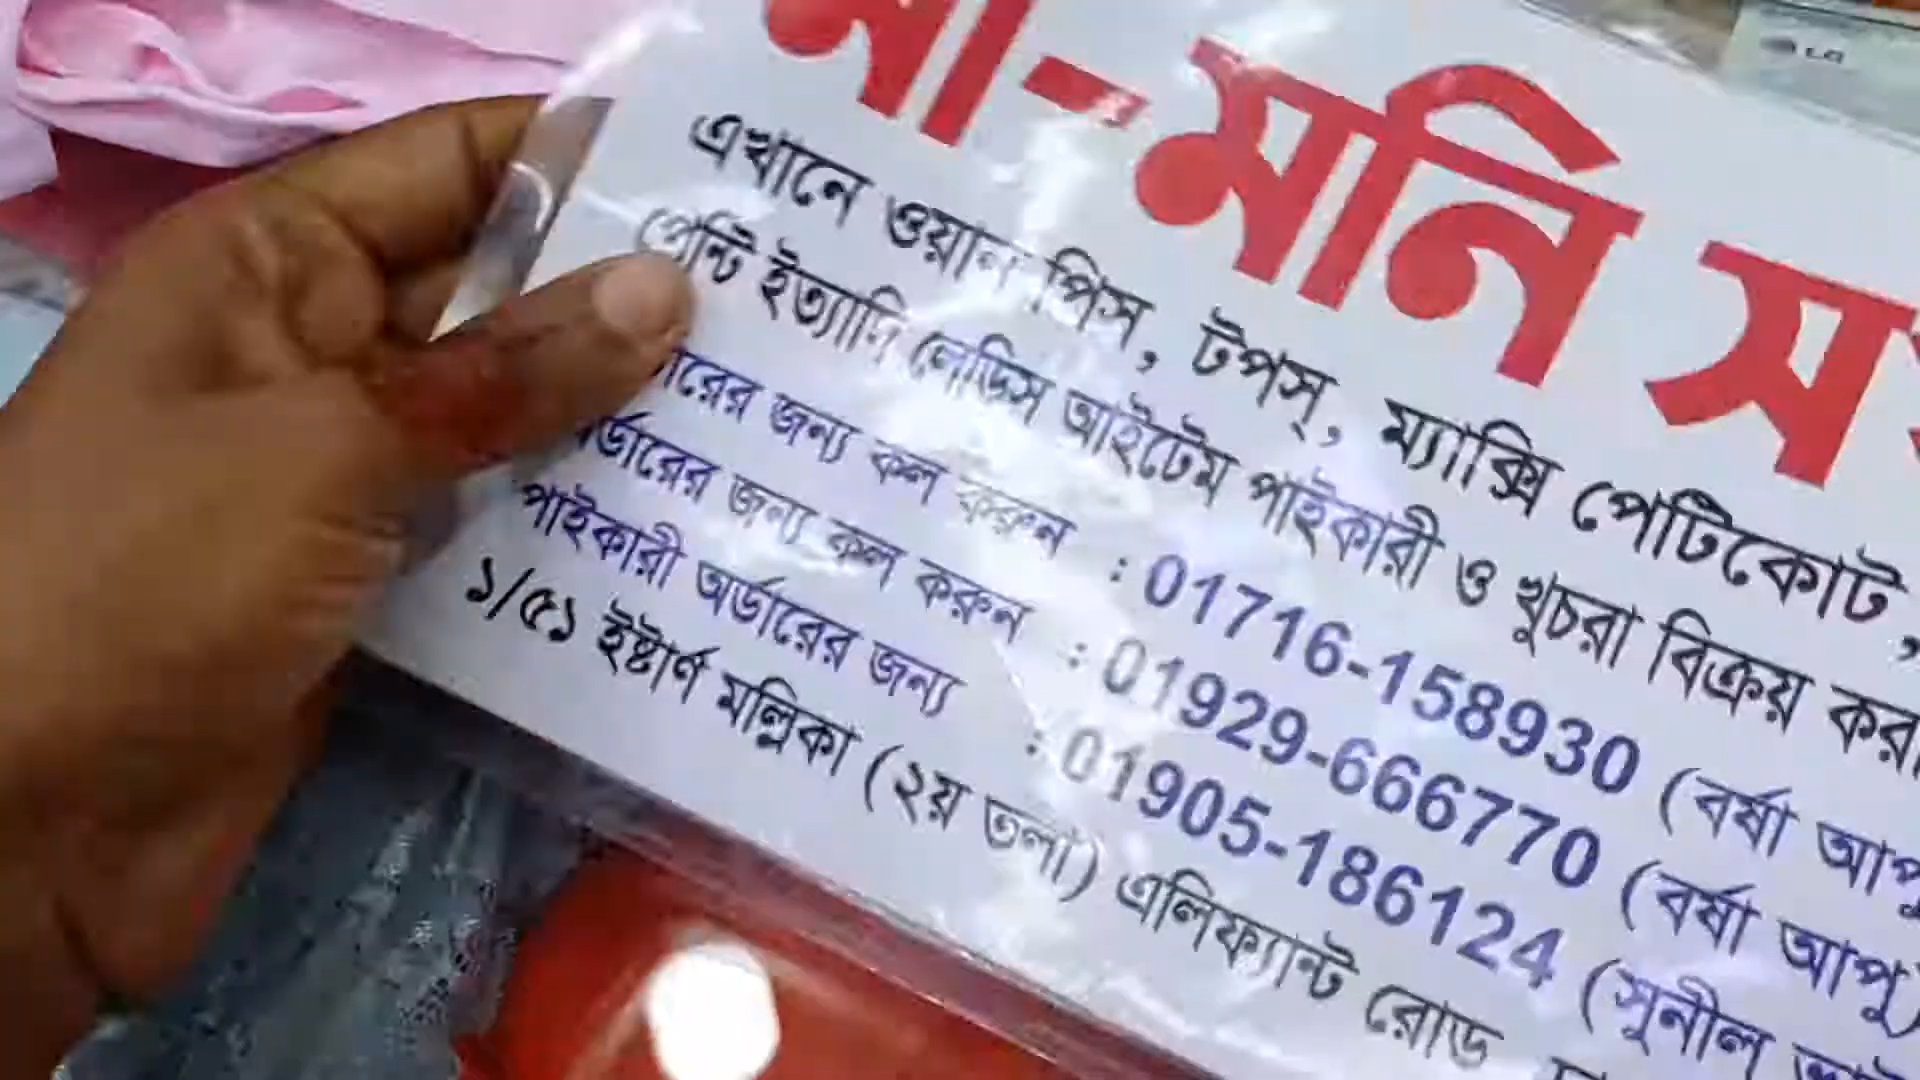 মা-মনি
এখানে ওয়ান পিস, টপস্, ম্যাক্সি পেটিকোট,
পেন্টি ইত্যাদি লেডিস আইটেম পাইকারী ও খুচরা বিক্রয় করা
জন্য কল করুন : 01716-158930 (বর্ষা আপু
অর্ডারের জন্য কল করুন : 01929-666770 (বর্ষা আপু)
পাইকারী অর্ডারের জন্য : 01905-186124 (সুনীল
১/৫১ ইষ্টার্ণ মল্লিকা (২য় তলা) এলিফ্যান্ট রোড